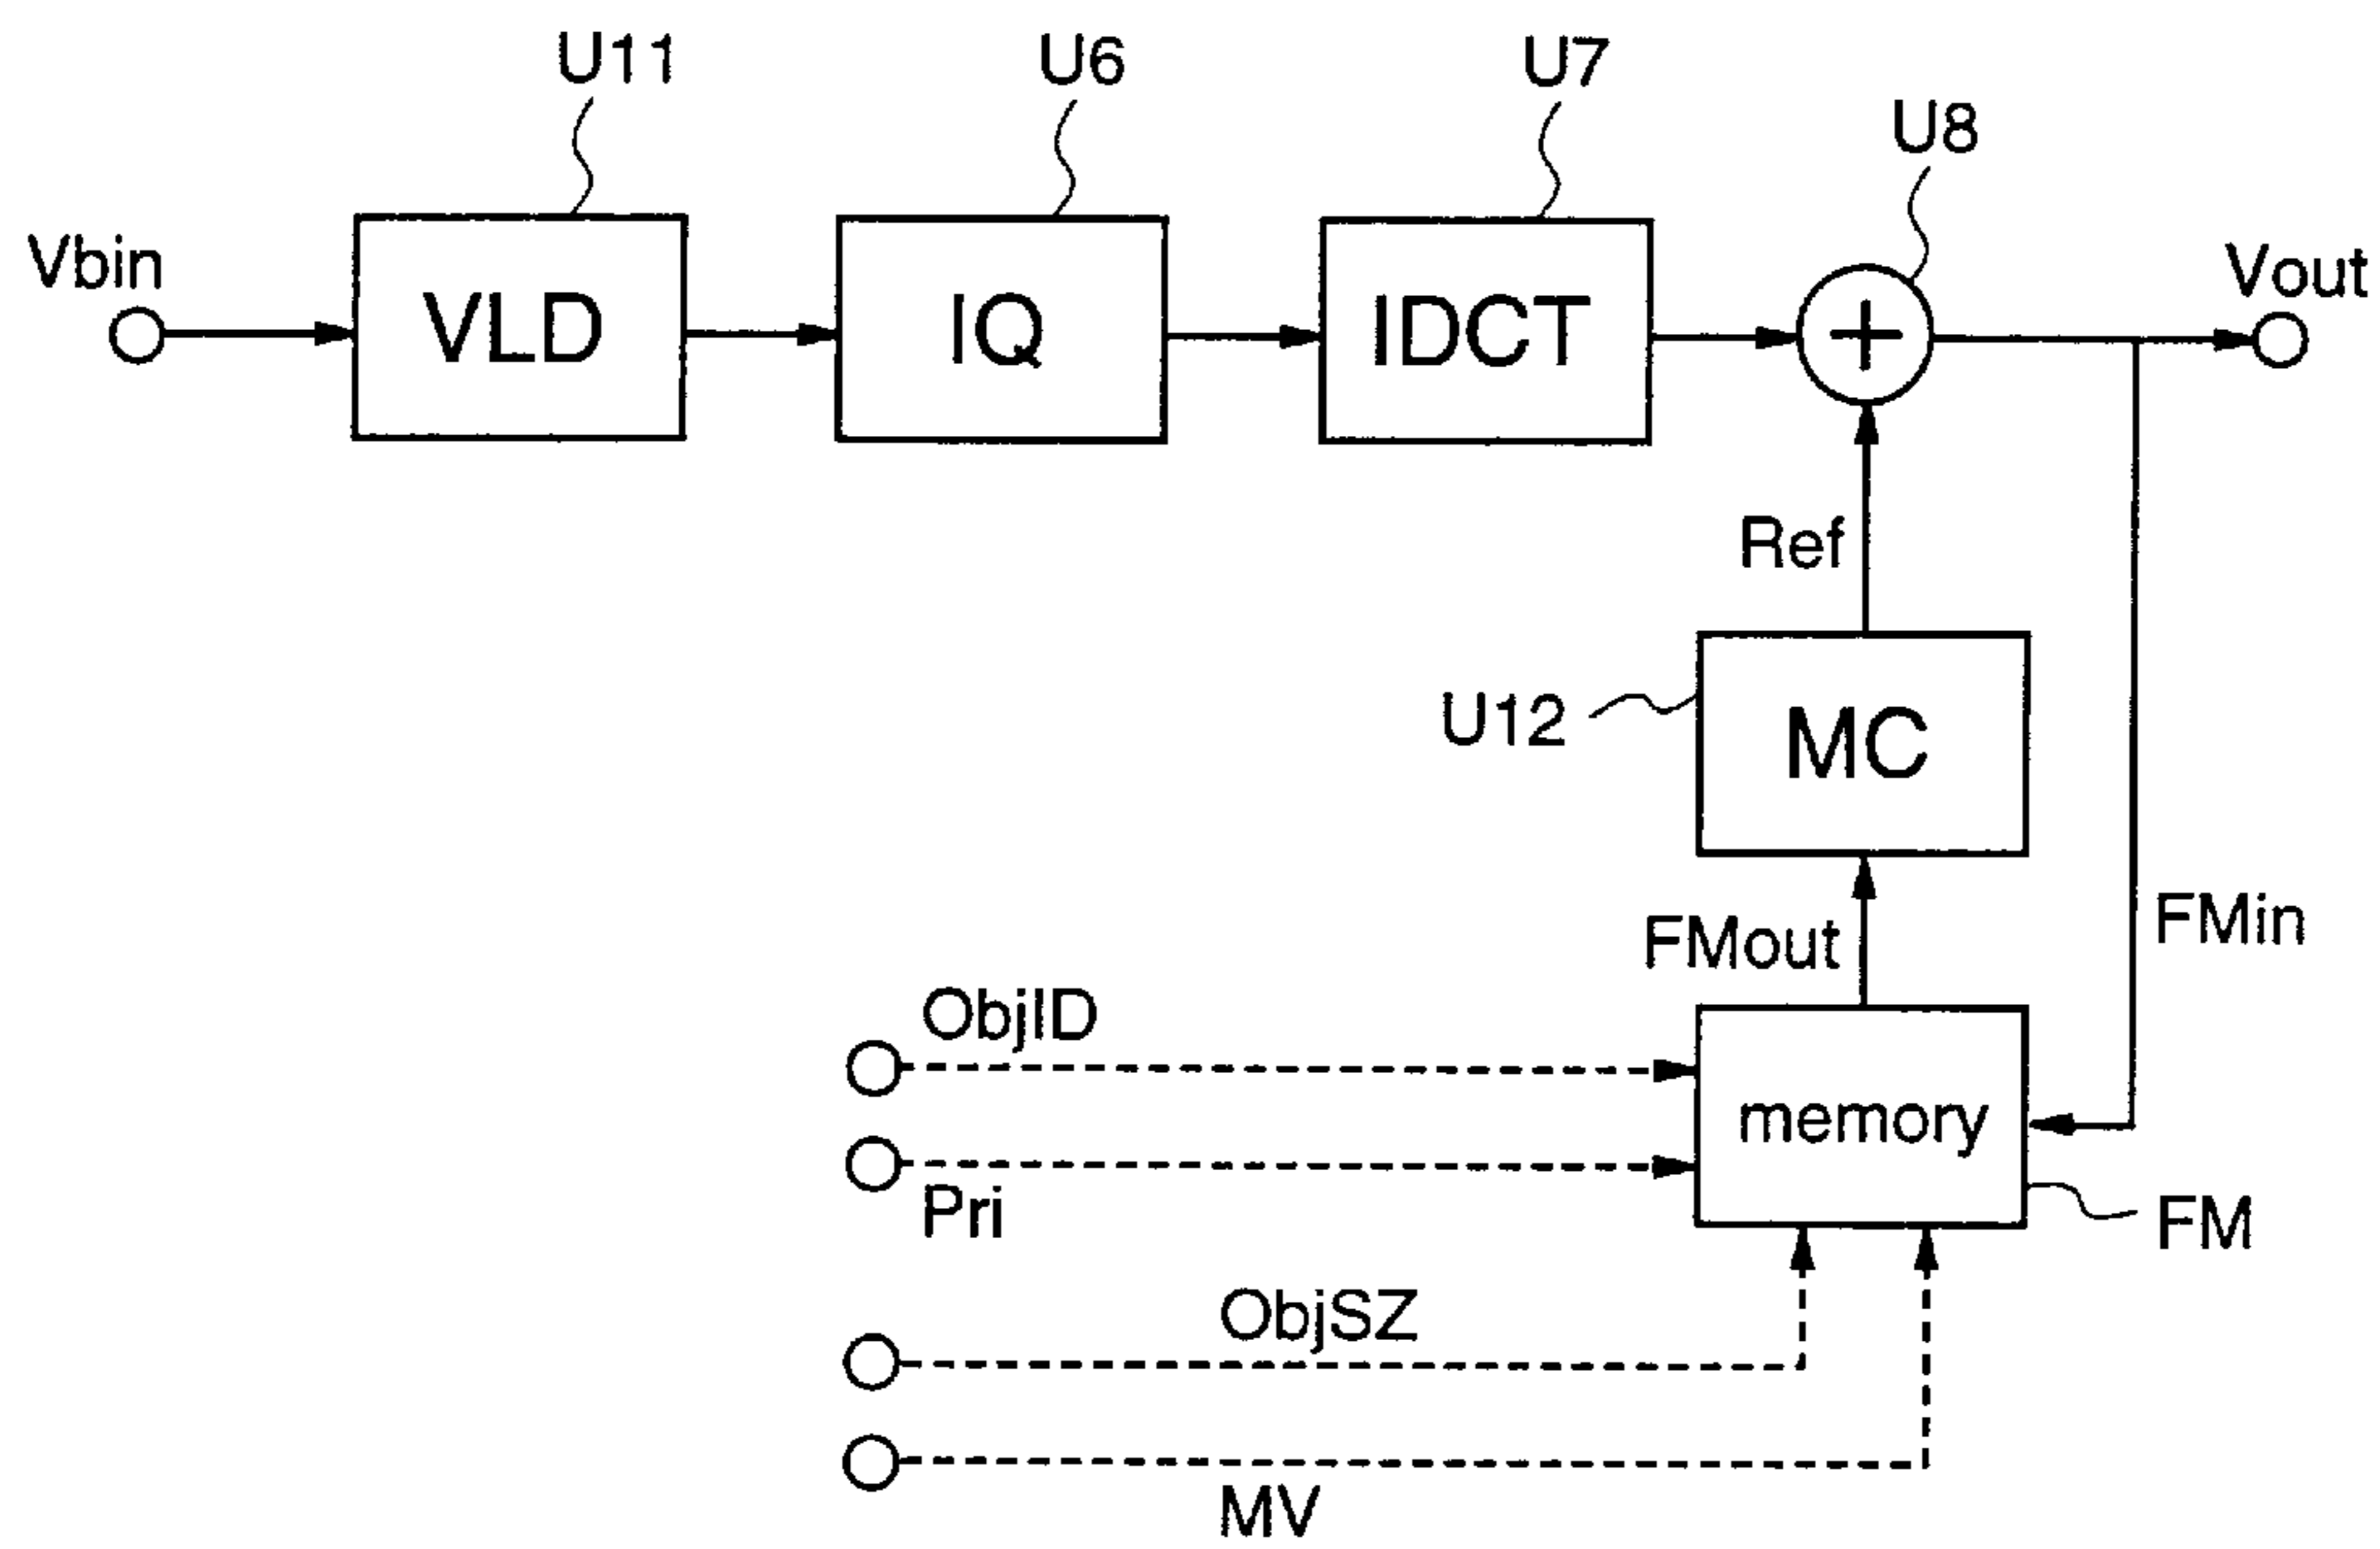 U11
U6
U7
U8
Vbin
Vout
VLD
IQ
IDCT
+
Ref
U12
MC
FMout
FMin
ObjID
memory
Pri
FM
ObjSZ
MV